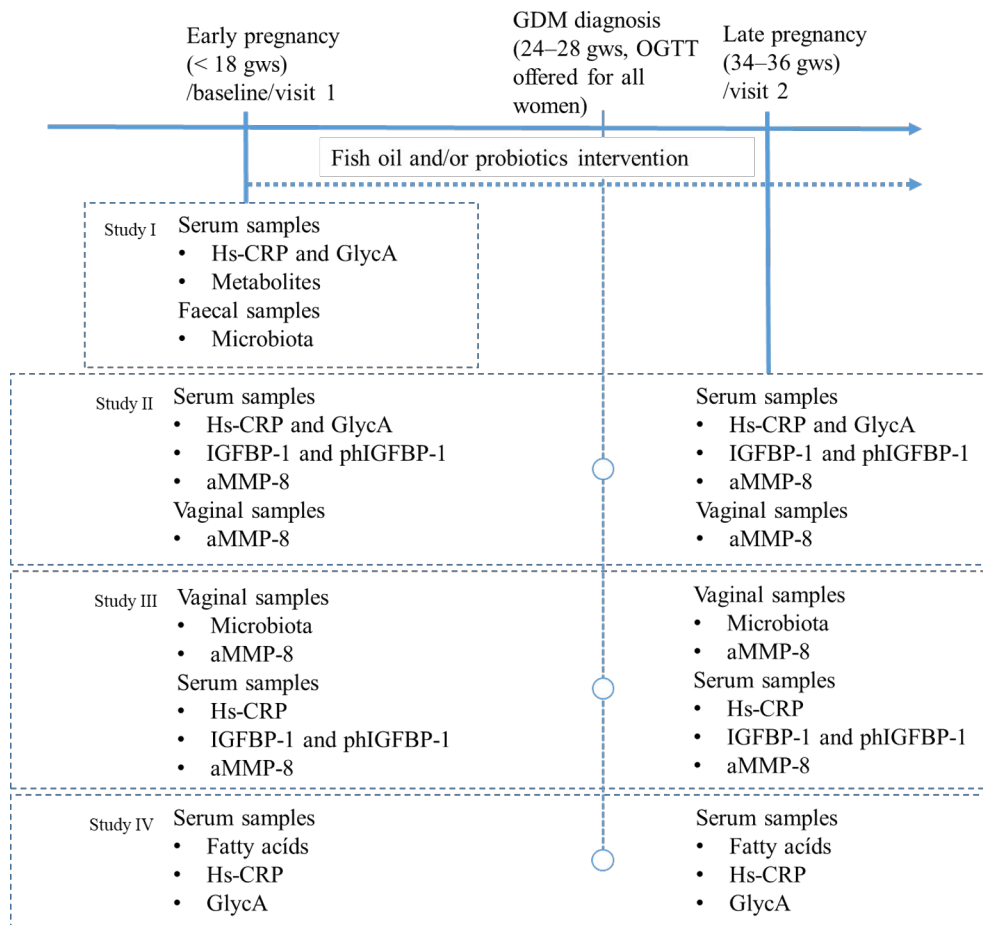 Early pregnancy
(< 18 gws)
/baseline/visit 1
GDM diagnosis
(24–28 gws, OGTT
offered for all
women)
Late pregnancy
(34–36 gws)
/visit 2
Fish oil and/or probiotics intervention
Study I
Serum samples
• Hs-CRP and GlycA
• Metabolites
Faecal samples
• Microbiota
Study II
Serum samples
• Hs-CRP and GlycA
• IGFBP-1 and phIGFBP-1
• aMMP-8
Vaginal samples
• aMMP-8
Serum samples
• Hs-CRP and GlycA
• IGFBP-1 and phIGFBP-1
• aMMP-8
Vaginal samples
• aMMP-8
Study III
Vaginal samples
• Microbiota
• aMMP-8
Serum samples
• Hs-CRP
• IGFBP-1 and phIGFBP-1
• aMMP-8
Vaginal samples
• Microbiota
• aMMP-8
Serum samples
• Hs-CRP
• IGFBP-1 and phIGFBP-1
• aMMP-8
Study IV
Serum samples
• Fatty acíds
• Hs-CRP
• GlycA
Serum samples
• Fatty acíds
• Hs-CRP
• GlycA